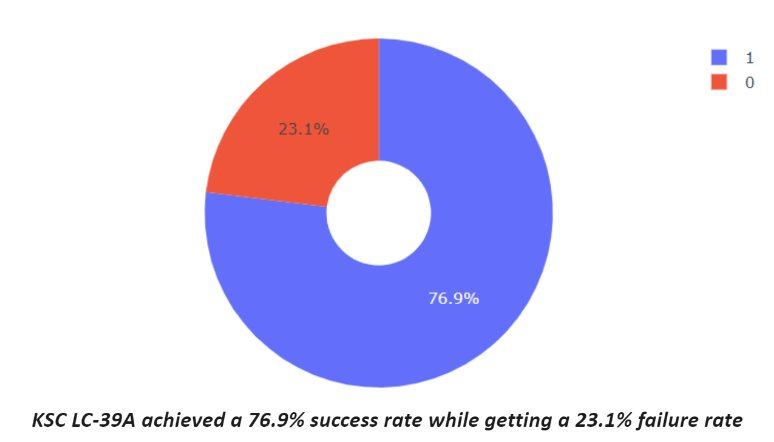 1
0
23.1%
76.9%
KSC LC-39A achieved a 76.9% success rate while getting a 23.1% failure rate